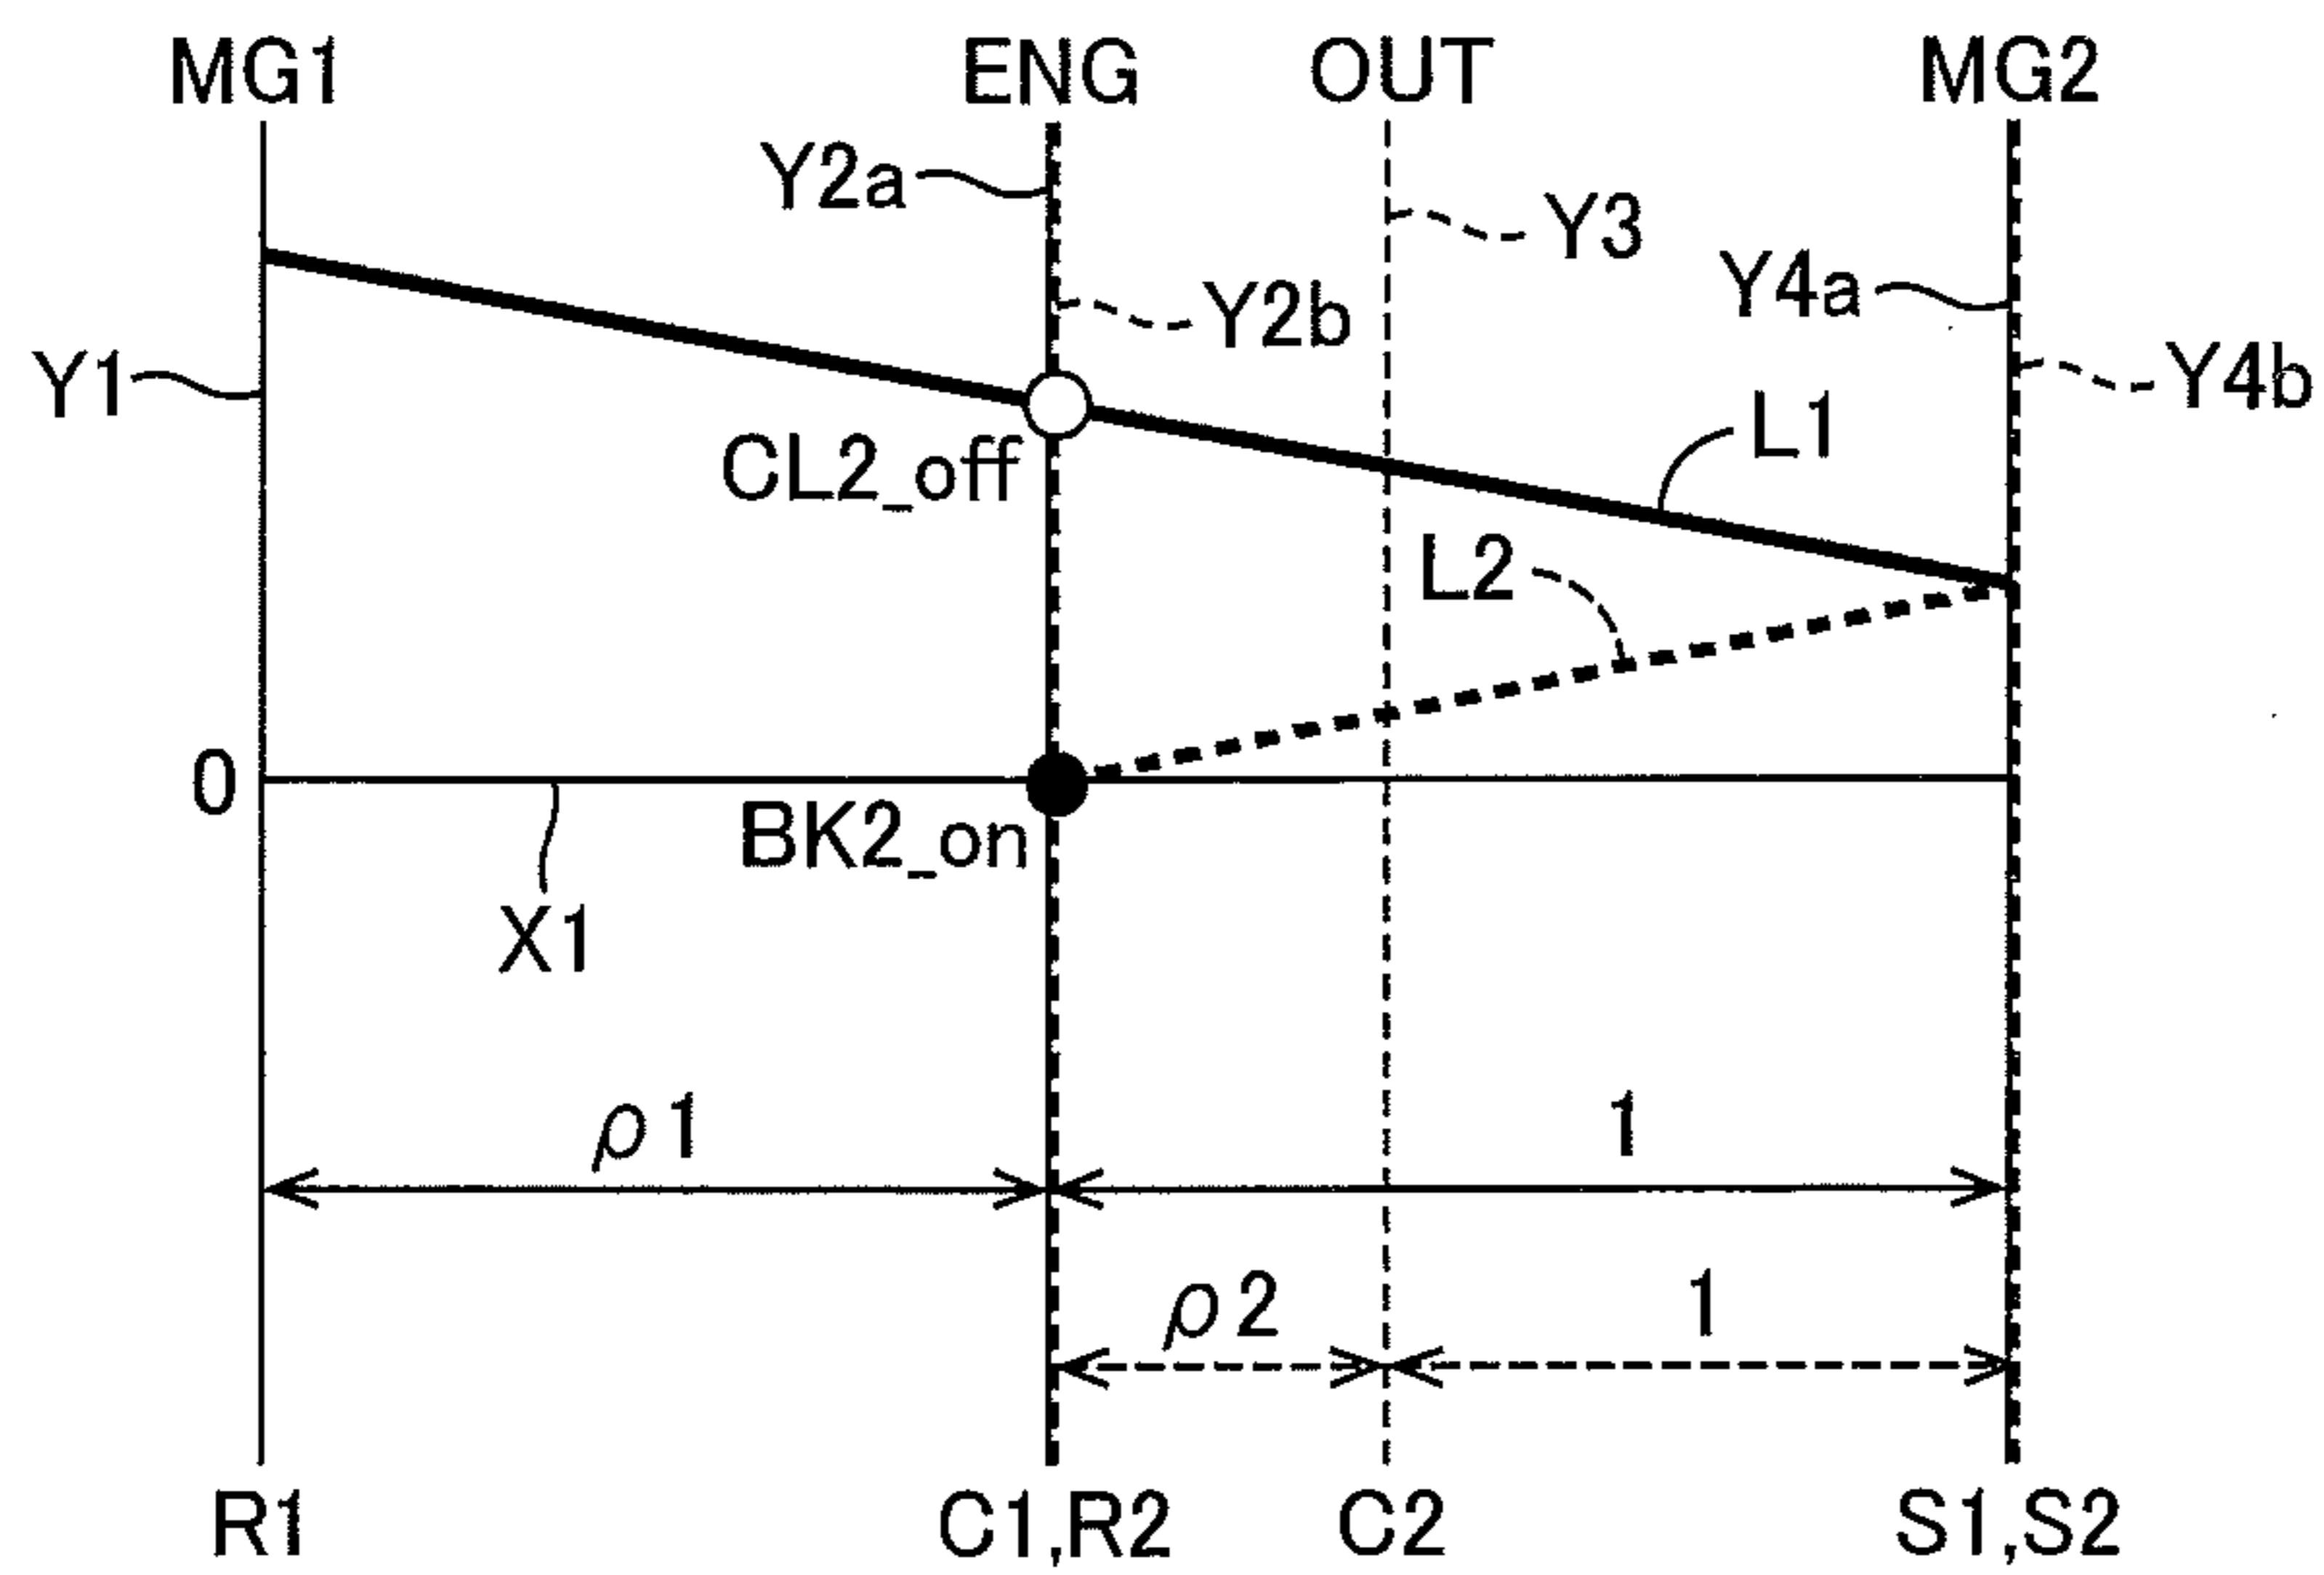 MG1 ENG OUT MG2
Y2a
Y3
Y4a
Y2b
Y1
Y4b
L1
CL2_off
L2
0
BK2_on
X1
ρ1 1
ρ2 1
R1 C1,R2 C2 S1,S2